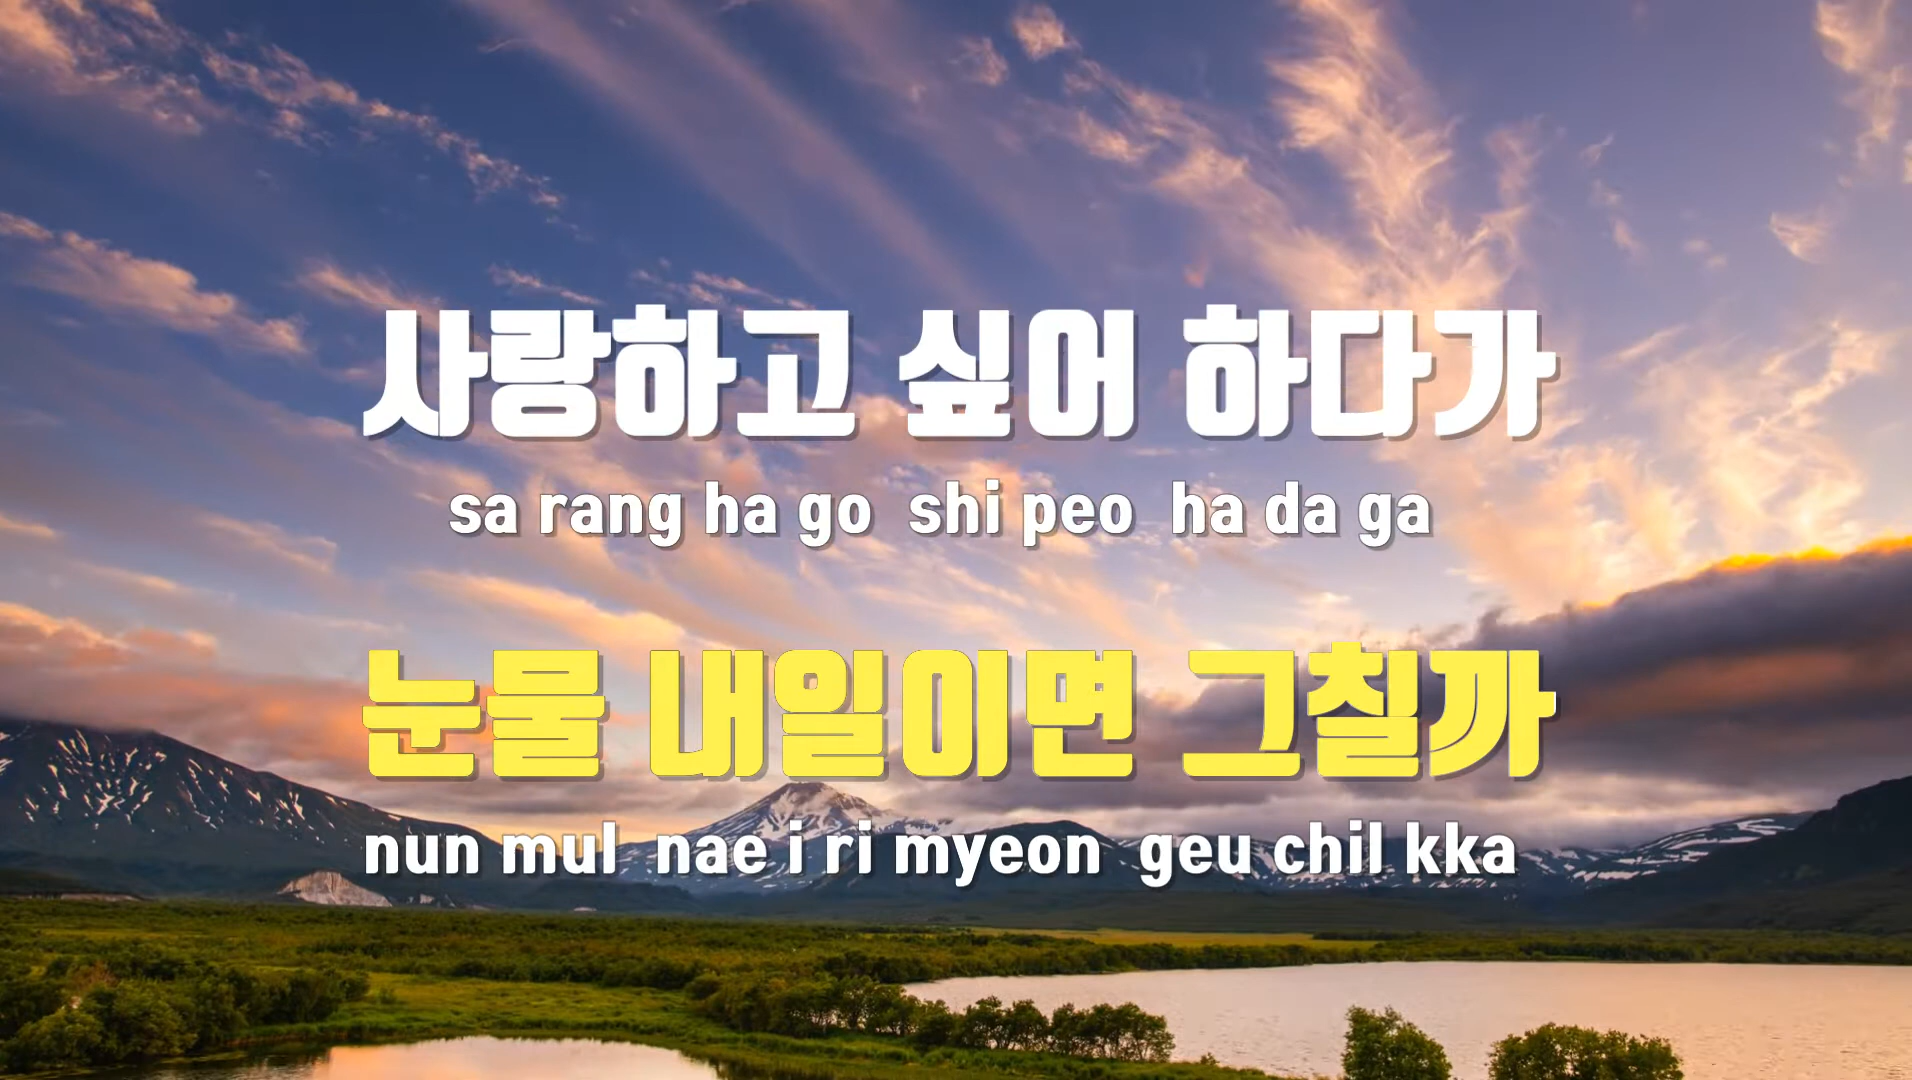 사랑하고 싶어 하다가
sa rang ha go shi peo ha da ga
눈물 내일이면 그칠까
nun mul nae i ri myeon geu chil kka